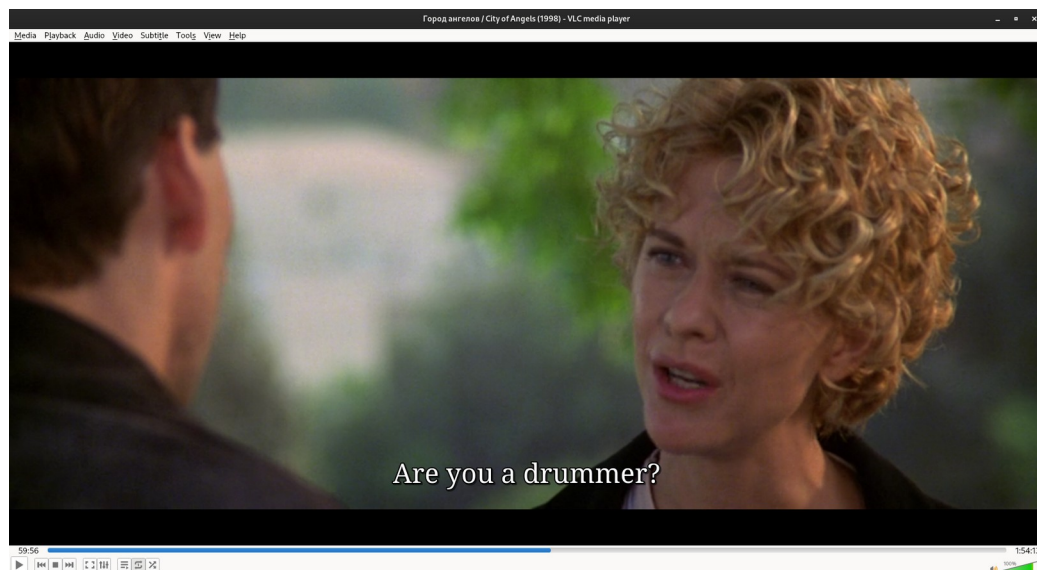 Город ангелов / City of Angels (1998) - VLC media player
Media Playback Audio Video Subtitle Tools View Help
Are you a drummer?
59:56
100%